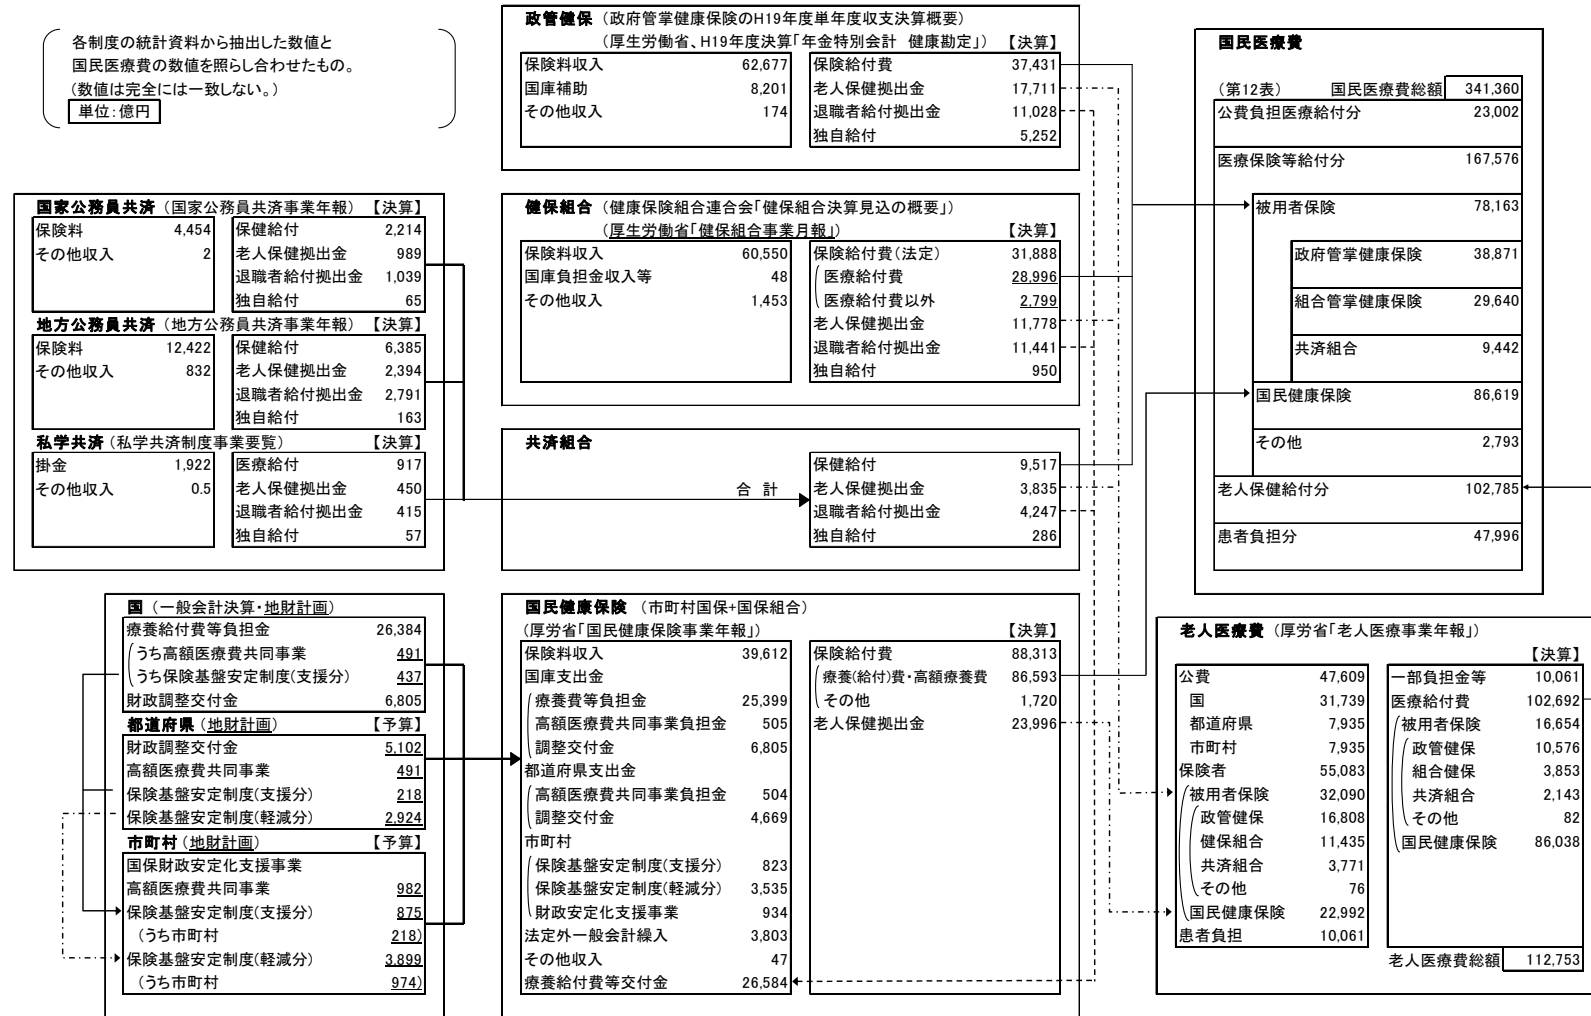 各制度の統計資料から抽出した数値と
国民医療費の数値を照らし合わせたもの。
(数値は完全には一致しない。)
単位:億円
政管健保 (政府管掌健康保険のH19年度単年度収支決算概要)
(厚生労働省、H19年度決算「年金特別会計 健康勘定」) 【決算】
保険料収入 62,677 保険給付費 37,431
国庫補助 8,201 老人保健拠出金 17,711
その他収入 174 退職者給付拠出金 11,028
独自給付 5,252
国民医療費
(第12表) 国民医療費総額 341,360
公費負担医療給付分 23,002
医療保険等給付分 167,576
被用者保険 78,163
政府管掌健康保険 38,871
組合管掌健康保険 29,640
共済組合 9,442
国民健康保険 86,619
その他 2,793
老人保健給付分 102,785
患者負担分 47,996
国家公務員共済 (国家公務員共済事業年報) 【決算】
保険料 4,454 保健給付 2,214
その他収入 2 老人保健拠出金 989
退職者給付拠出金 1,039
独自給付 65
地方公務員共済 (地方公務員共済事業年報) 【決算】
保険料 12,422 保健給付 6,385
その他収入 832 老人保健拠出金 2,394
退職者給付拠出金 2,791
独自給付 163
私学共済 (私学共済制度事業要覧) 【決算】
掛金 1,922 医療給付 917
その他収入 0.5 老人保健拠出金 450
退職者給付拠出金 415
独自給付 57
健保組合 (健康保険組合連合会「健保組合決算見込の概要」)
(厚生労働省「健保組合事業月報」) 【決算】
保険料収入 60,550 保険給付費(法定) 31,888
国庫負担金収入等 48 医療給付費 28,996
その他収入 1,453 医療給付費以外 2,799
老人保健拠出金 11,778
退職者給付拠出金 11,441
独自給付 950
共済組合
保健給付 9,517
合 計 老人保健拠出金 3,835
退職者給付拠出金 4,247
独自給付 286
国 (一般会計決算・地財計画)
療養給付費等負担金 26,384
うち高額医療費共同事業 491
うち保険基盤安定制度(支援分) 437
財政調整交付金 6,805
都道府県 (地財計画) 【予算】
財政調整交付金 5,102
高額医療費共同事業 491
保険基盤安定制度(支援分) 218
保険基盤安定制度(軽減分) 2,924
市町村 (地財計画) 【予算】
国保財政安定化支援事業
高額医療費共同事業 982
保険基盤安定制度(支援分) 875
(うち市町村 218)
保険基盤安定制度(軽減分) 3,899
(うち市町村 974)
国民健康保険 (市町村国保+国保組合)
(厚労省「国民健康保険事業年報」) 【決算】
保険料収入 39,612 保険給付費 88,313
国庫支出金 療養(給付)費・高額療養費 86,593
療養費等負担金 25,399 その他 1,720
高額医療費共同事業負担金 505 老人保健拠出金 23,996
調整交付金 6,805
都道府県支出金
高額医療費共同事業負担金 504
調整交付金 4,669
市町村
保険基盤安定制度(支援分) 823
保険基盤安定制度(軽減分) 3,535
財政安定化支援事業 934
法定外一般会計繰入 3,803
その他収入 47
療養給付費等交付金 26,584
老人医療費 (厚労省「老人医療事業年報」)
【決算】
公費 47,609 一部負担金等 10,061
国 31,739 医療給付費 102,692
都道府県 7,935 被用者保険 16,654
市町村 7,935 政管健保 10,576
保険者 55,083 組合健保 3,853
被用者保険 32,090 共済組合 2,143
政管健保 16,808 その他 82
健保組合 11,435 国民健康保険 86,038
共済組合 3,771
その他 76
国民健康保険 22,992
患者負担 10,061
老人医療費総額 112,753